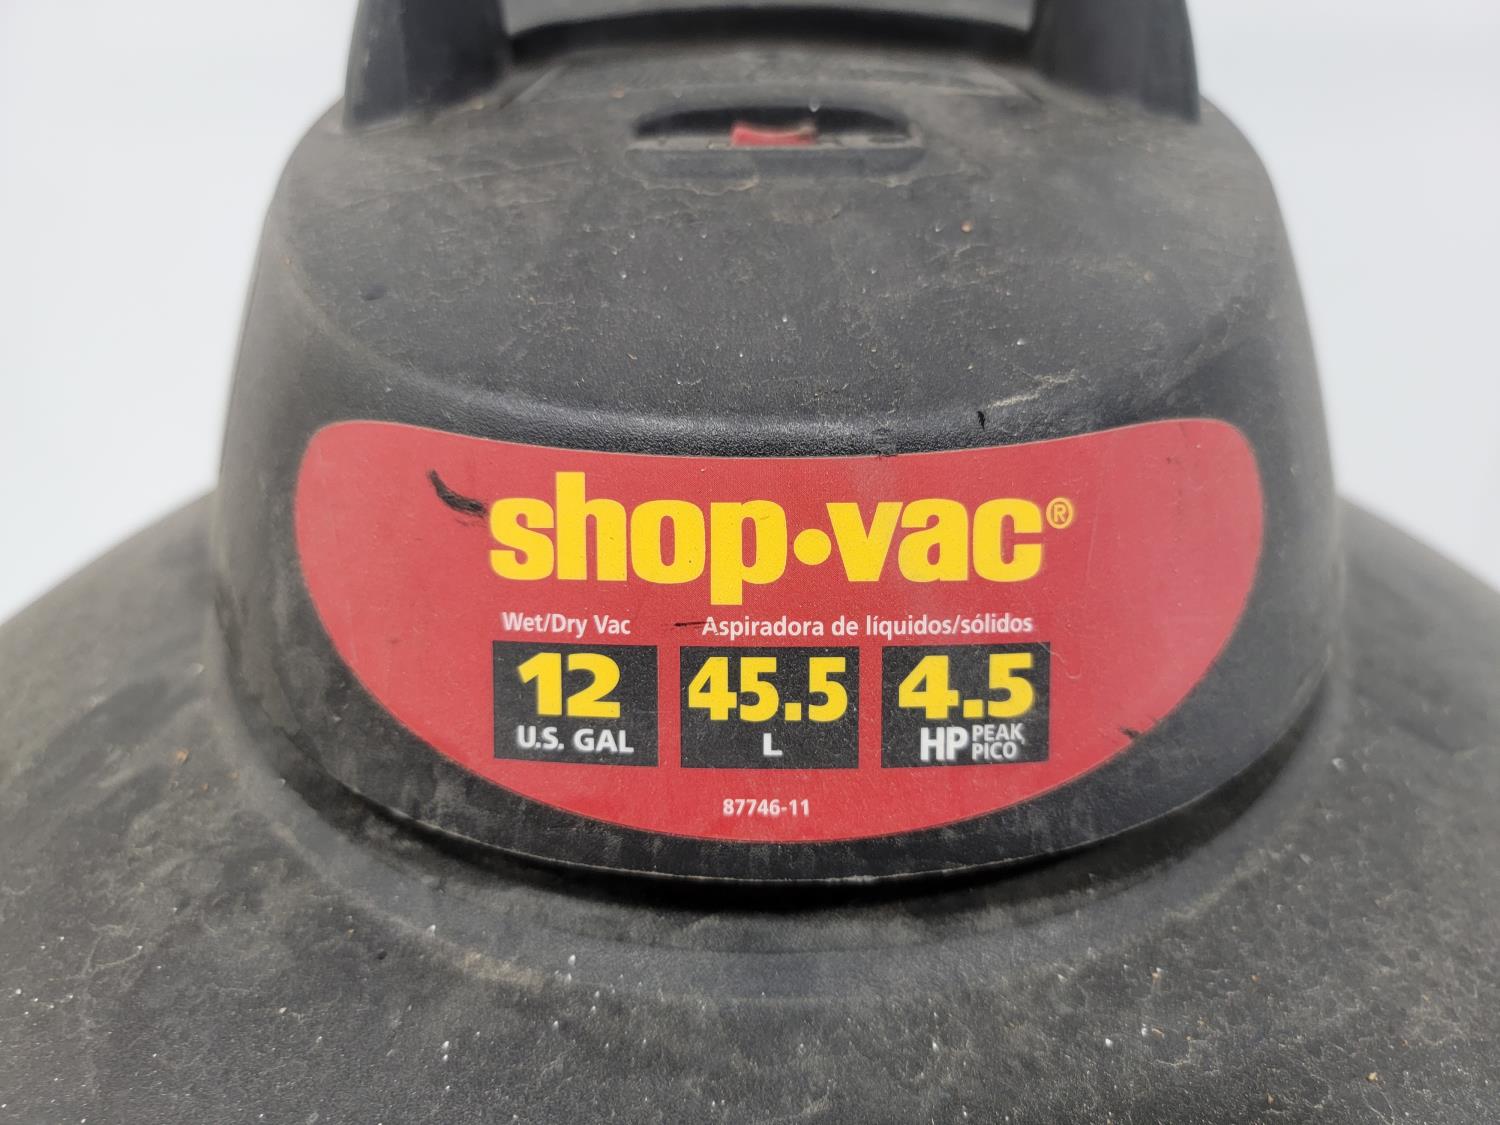 shop•vac®
Wet/Dry Vac Aspiradora de líquidos/sólidos
12 45.5 4.5
U.S. GAL L HP PEAK
PICO
87746-11